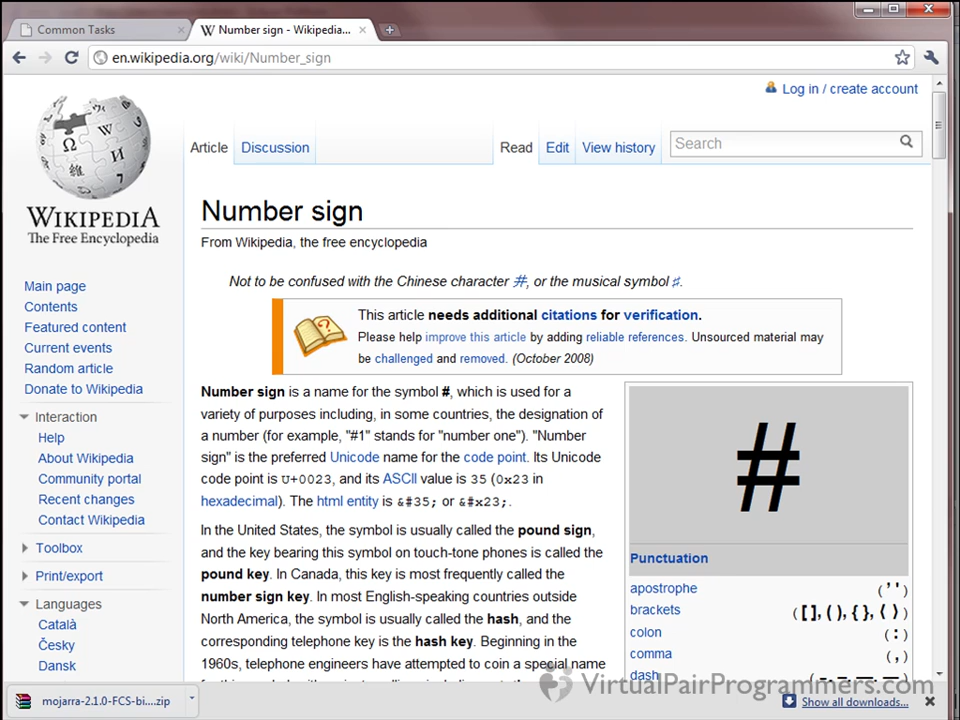 Common Tasks
Number sign - Wikipedia...
en.wikipedia.org/wiki/Number_sign
Log in / create account
Article
Discussion
Read
Edit
View history
Search
WIKIPEDIA
The Free Encyclopedia
Main page
Contents
Featured content
Current events
Random article
Donate to Wikipedia
Interaction
Help
About Wikipedia
Community portal
Recent changes
Contact Wikipedia
Toolbox
Print/export
Languages
Català
Česky
Dansk
Number sign
From Wikipedia, the free encyclopedia
Not to be confused with the Chinese character 井, or the musical symbol ♯.
This article needs additional citations for verification.
Please help improve this article by adding reliable references. Unsourced material may
be challenged and removed. (October 2008)
Number sign is a name for the symbol #, which is used for a
variety of purposes including, in some countries, the designation of
a number (for example, "#1" stands for "number one"). "Number
sign" is the preferred Unicode name for the code point. Its Unicode
code point is U+0023, and its ASCII value is 35 (0x23 in
hexadecimal). The html entity is &#35; or &#x23;.
In the United States, the symbol is usually called the pound sign,
and the key bearing this symbol on touch-tone phones is called the
pound key. In Canada, this key is most frequently called the
number sign key. In most English-speaking countries outside
North America, the symbol is usually called the hash, and the
corresponding telephone key is the hash key. Beginning in the
1960s, telephone engineers have attempted to coin a special name
#
Punctuation
apostrophe ( ’ ' )
brackets ( [ ], ( ), { }, ⟨ ⟩ )
colon ( : )
comma ( , )
dash
VirtualPairProgrammers.com
mojarra-2.1.0-FCS-bi....zip
Show all downloads...